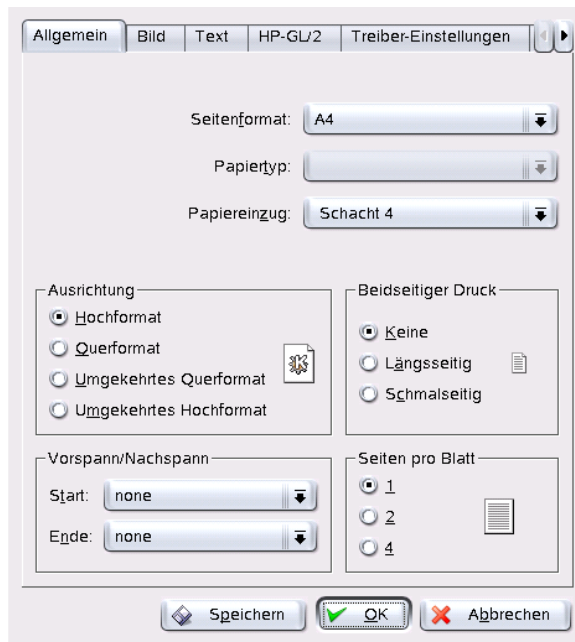 Allgemein Bild Text HP-GL/2 Treiber-Einstellungen
Seitenformat: A4
Papiertyp:
Papiereinzug: Schacht 4
Ausrichtung
Hochformat
Querformat
Umgekehrtes Querformat
Umgekehrtes Hochformat
Beidseitiger Druck
Keine
Längsseitig
Schmalseitig
Vorspann/Nachspann
Start: none
Ende: none
Seiten pro Blatt
1
2
4
Speichern OK Abbrechen